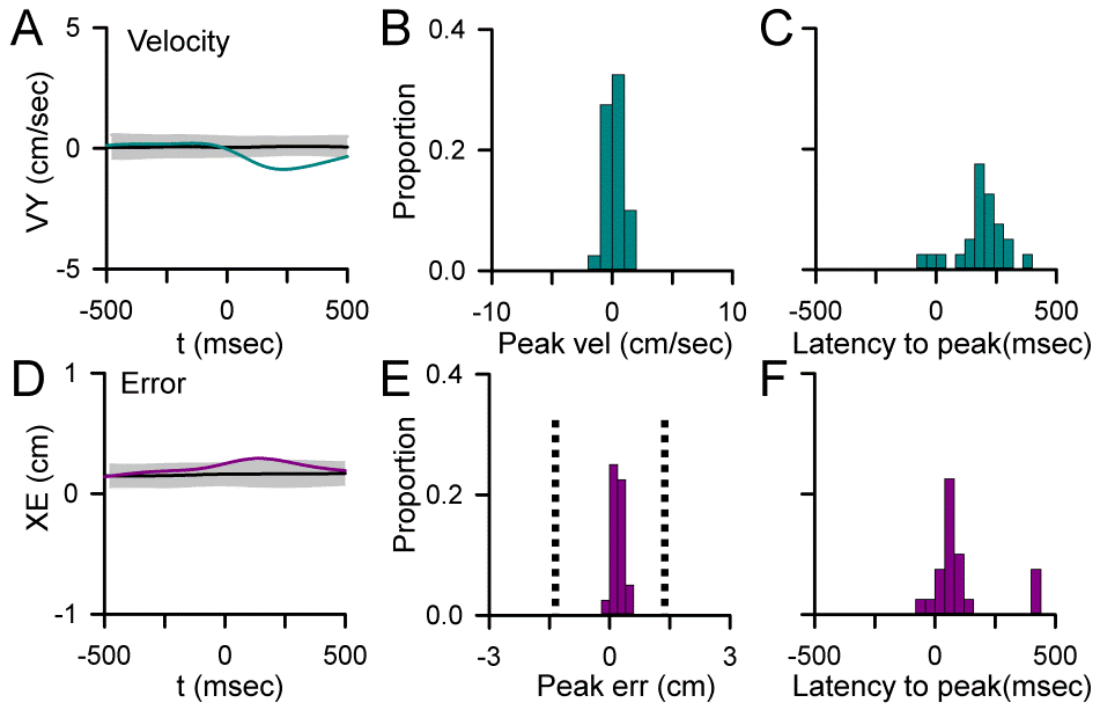 A
Velocity
VY (cm/sec)
5
0
-5
-500
0
500
t (msec)
B
Proportion
0.4
0.2
0.0
-10
0
10
Peak vel (cm/sec)
C
-500
0
500
Latency to peak(msec)
D
Error
XE (cm)
1
0
-1
-500
0
500
t (msec)
E
Proportion
0.4
0.2
0.0
-3
0
3
Peak err (cm)
F
-500
0
500
Latency to peak(msec)